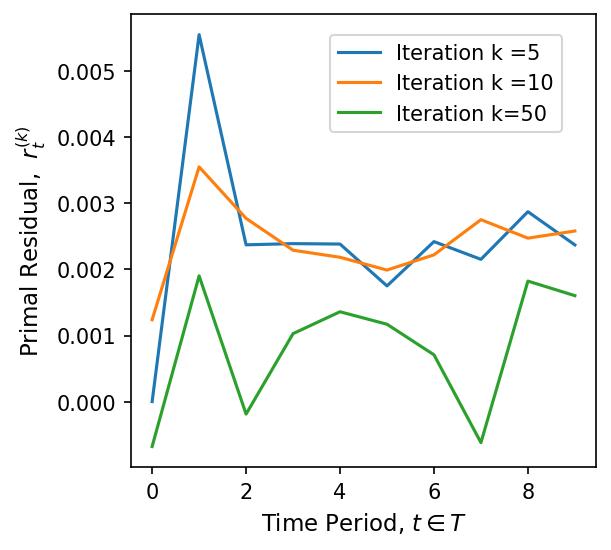 Iteration k =5
Iteration k =10
Iteration k=50
0.005
0.004
0.003
0.002
0.001
0.000
Primal Residual, r_t^{(k)}
0 2 4 6 8
Time Period, t ∈ T